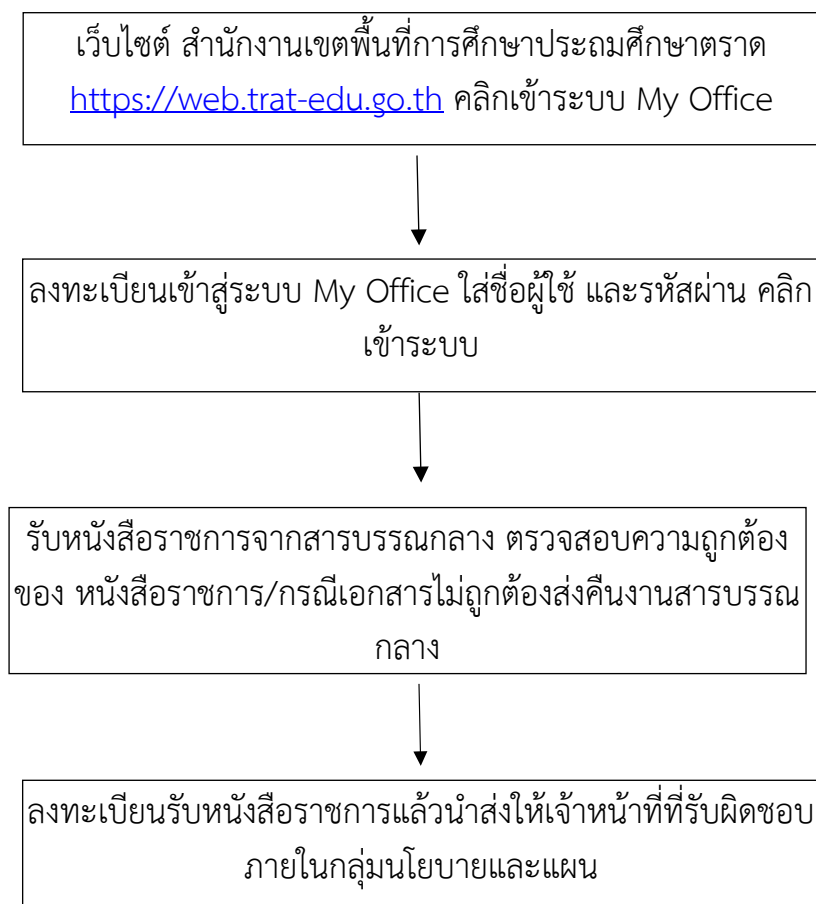 เว็บไซต์ สำนักงานเขตพื้นที่การศึกษาประถมศึกษาตราด
https://web.trat-edu.go.th คลิกเข้าระบบ My Office
ลงทะเบียนเข้าสู่ระบบ My Office ใส่ชื่อผู้ใช้ และรหัสผ่าน คลิก
เข้าระบบ
รับหนังสือราชการจากสารบรรณกลาง ตรวจสอบความถูกต้อง
ของ หนังสือราชการ/กรณีเอกสารไม่ถูกต้องส่งคืนงานสารบรรณ
กลาง
ลงทะเบียนรับหนังสือราชการแล้วนำส่งให้เจ้าหน้าที่ที่รับผิดชอบ
ภายในกลุ่มนโยบายและแผน